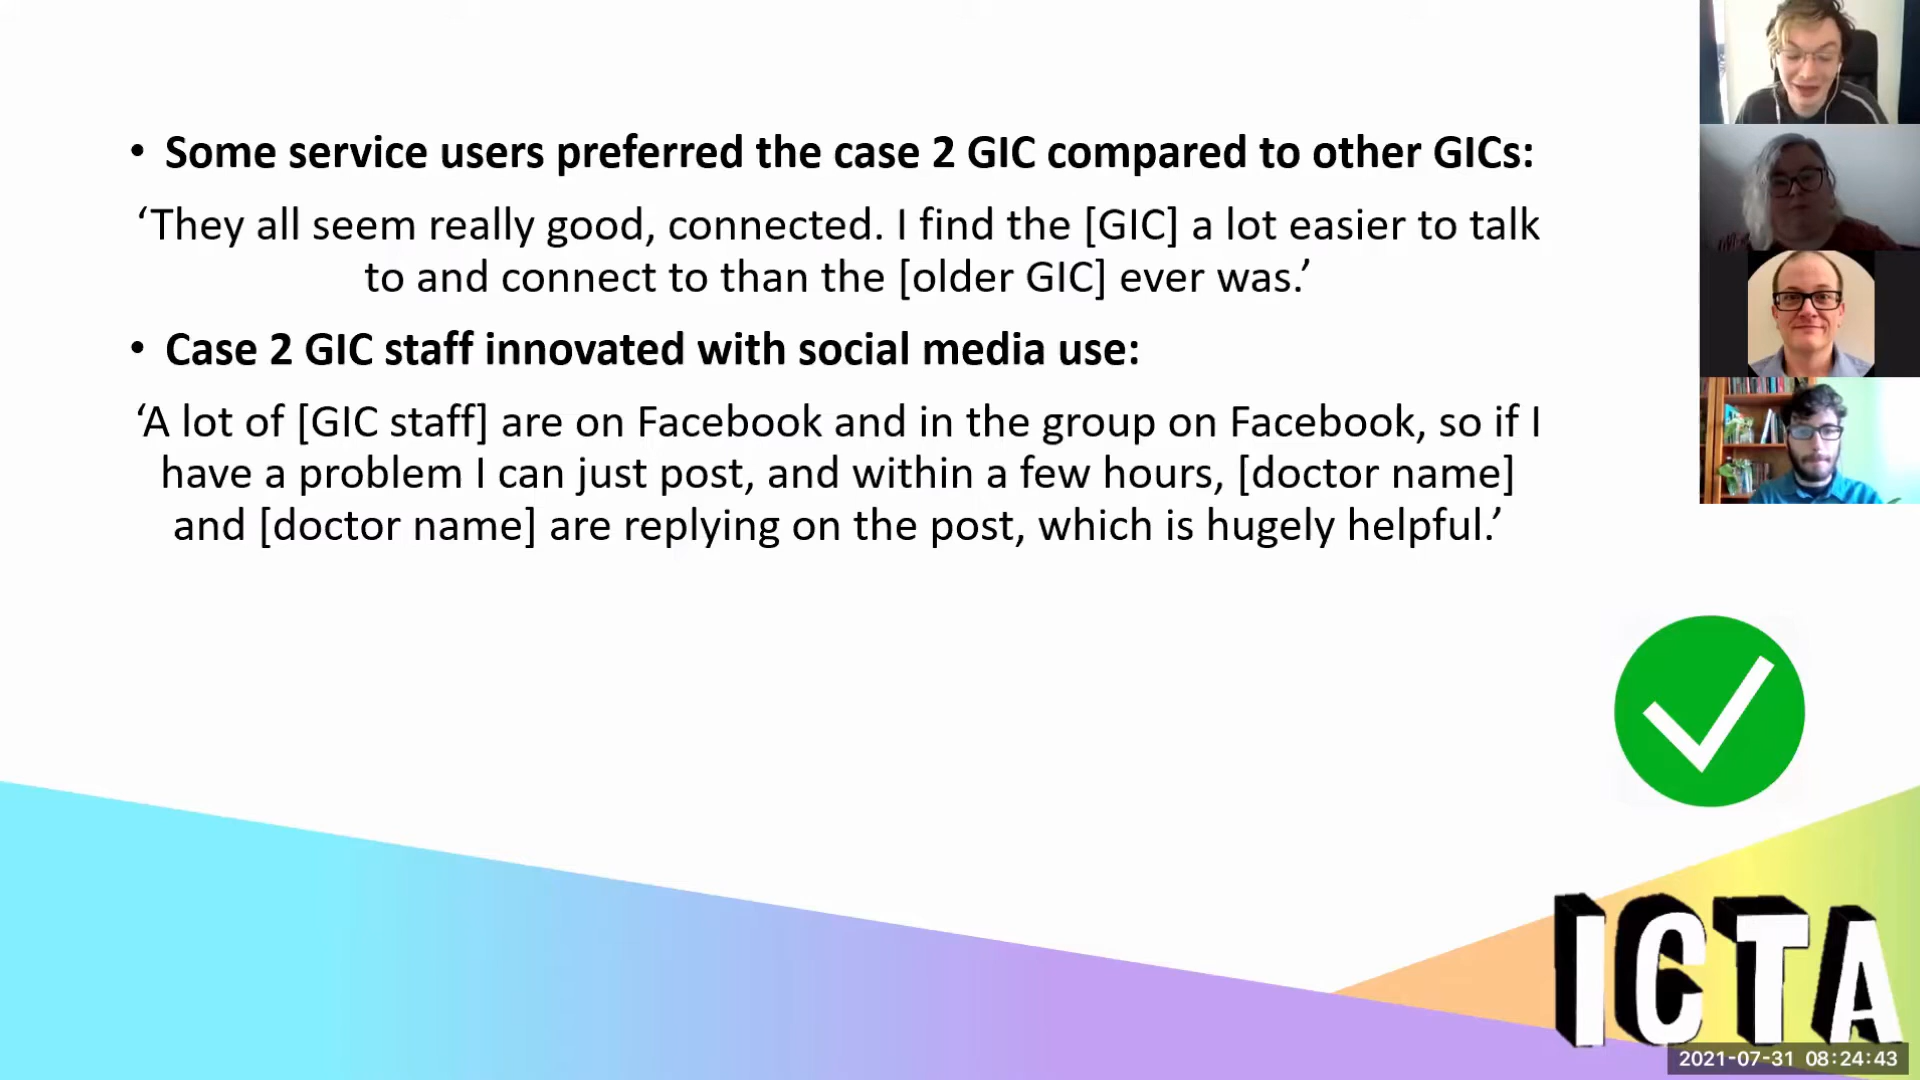 • Some service users preferred the case 2 GIC compared to other GICs:
‘They all seem really good, connected. I find the [GIC] a lot easier to talk
to and connect to than the [older GIC] ever was.’
• Case 2 GIC staff innovated with social media use:
‘A lot of [GIC staff] are on Facebook and in the group on Facebook, so if I
have a problem I can just post, and within a few hours, [doctor name]
and [doctor name] are replying on the post, which is hugely helpful.’
ICTA
2021-07-31 08:24:43